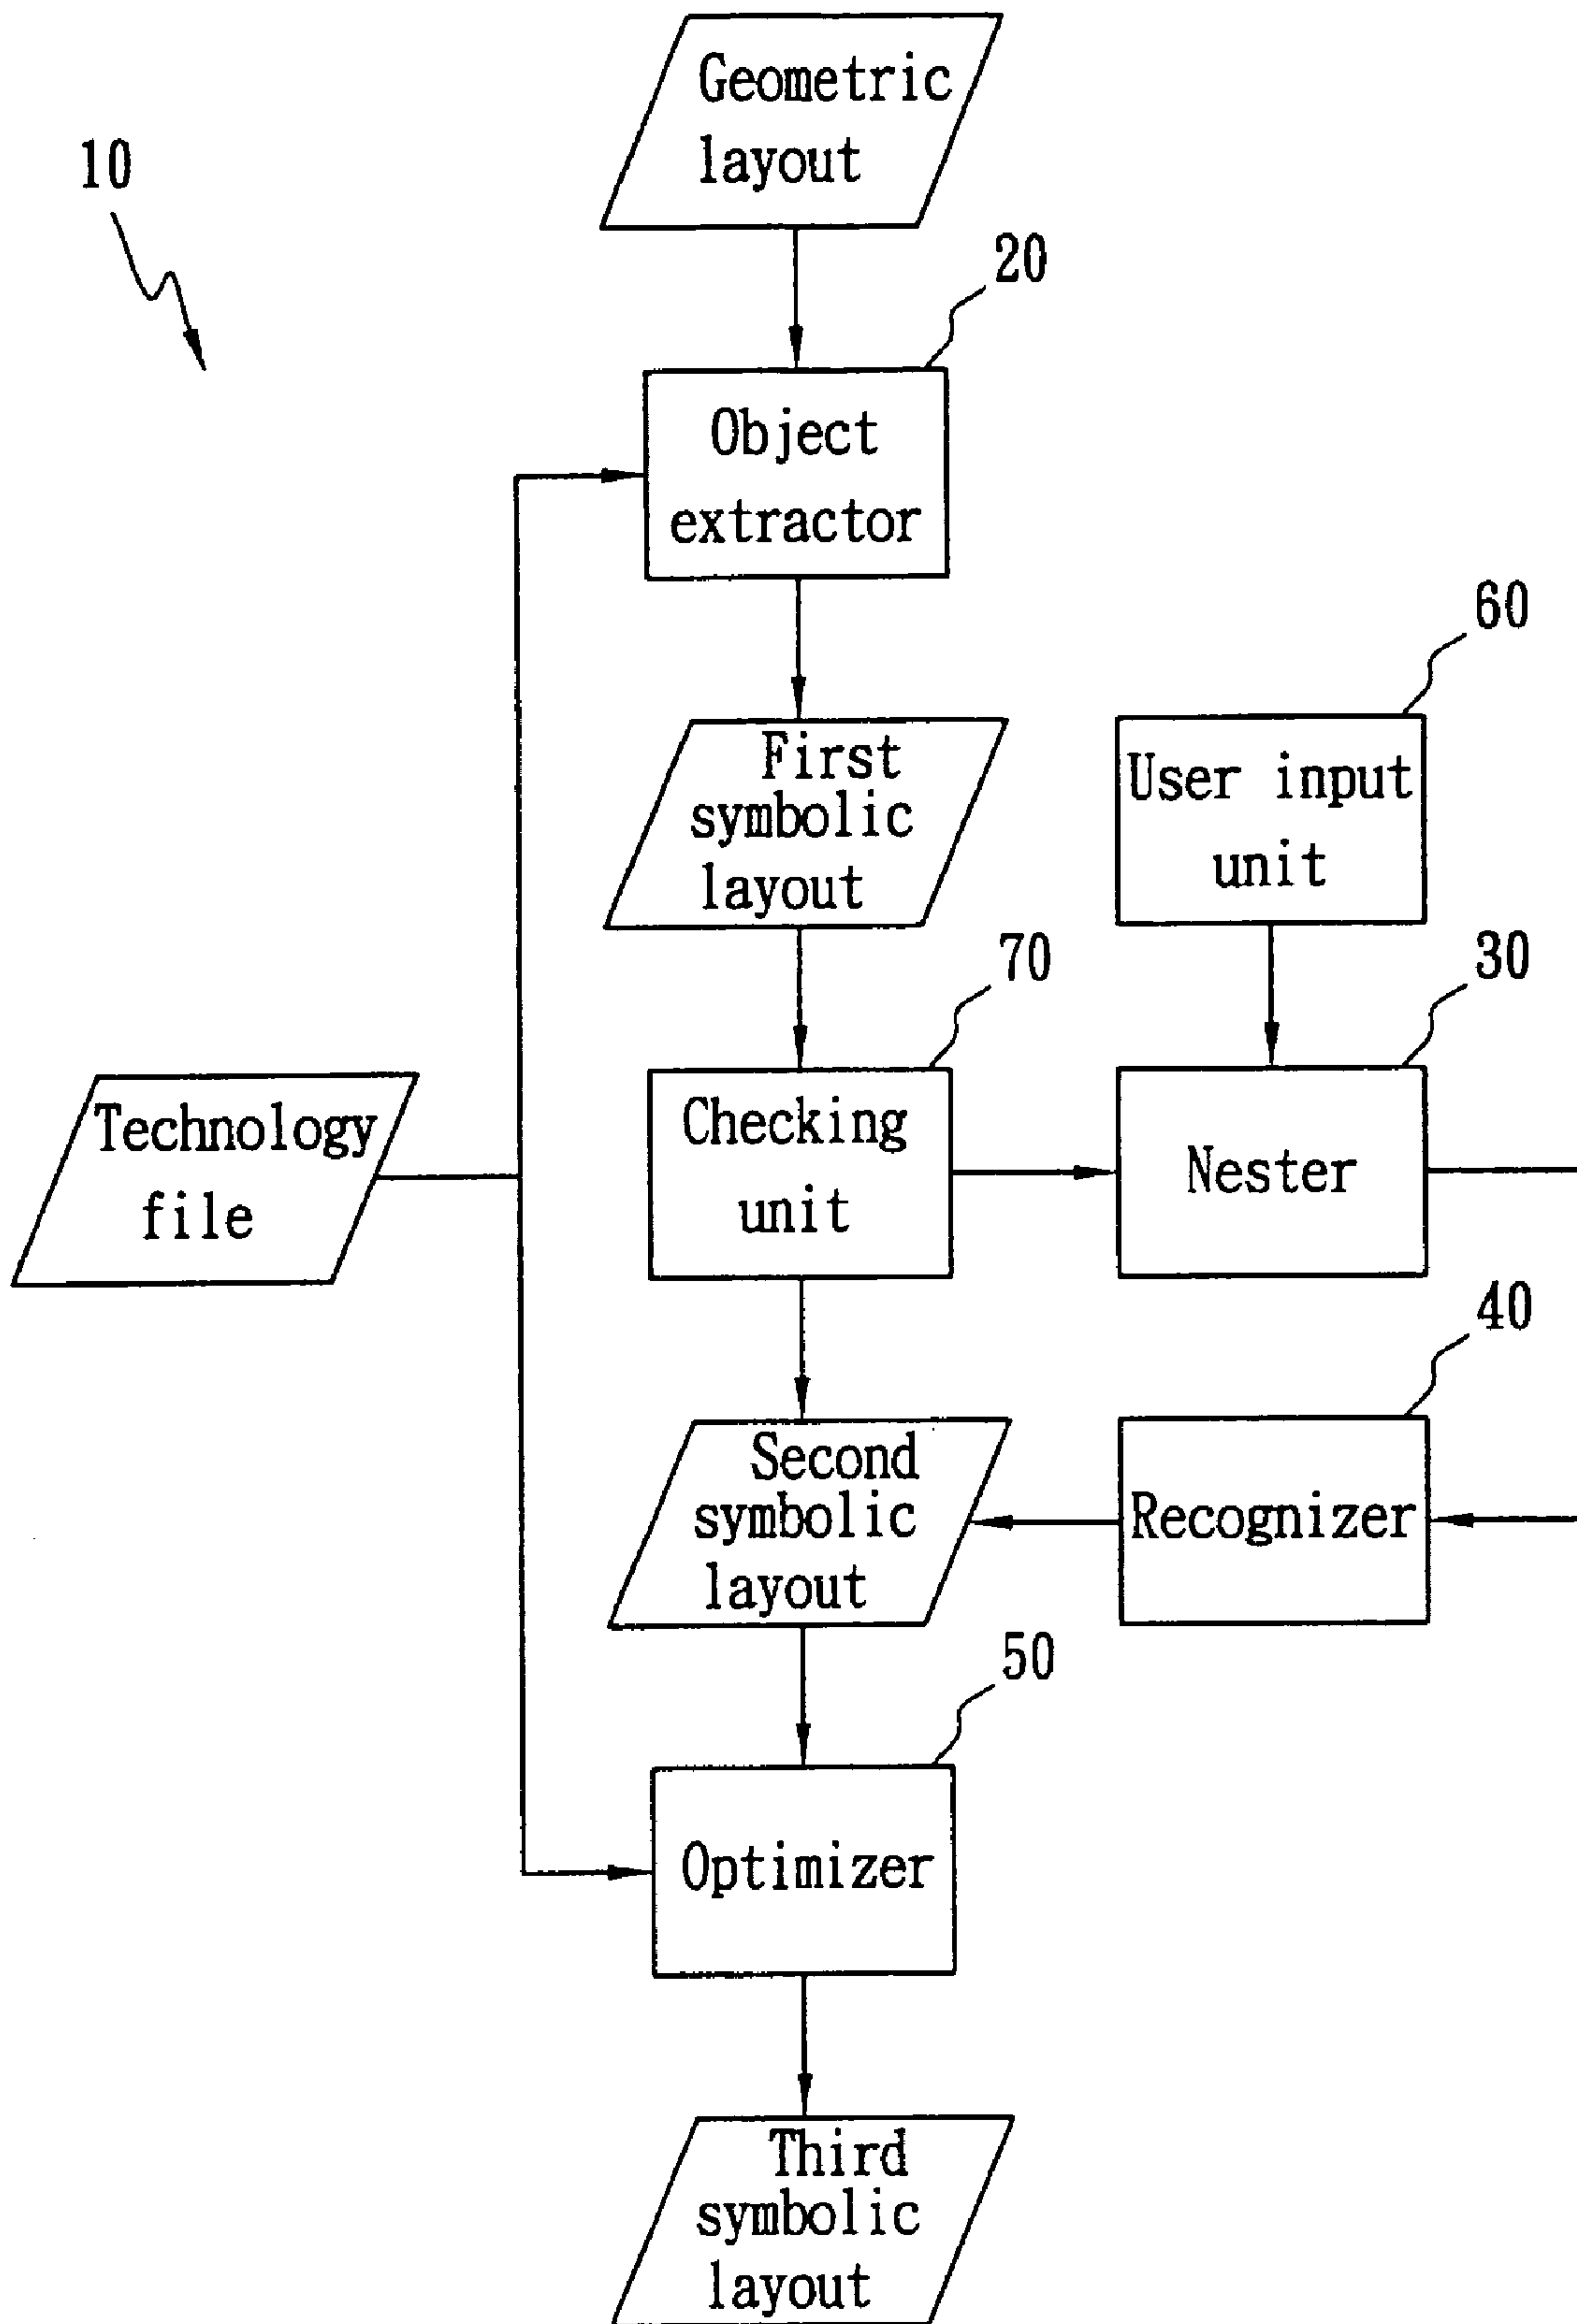 Geometric
layout
10
20
Object
extractor
60
First
symbolic
layout
User input
unit
70
30
Technology
file
Checking
unit
Nester
40
Second
symbolic
layout
Recognizer
50
Optimizer
Third
symbolic
layout